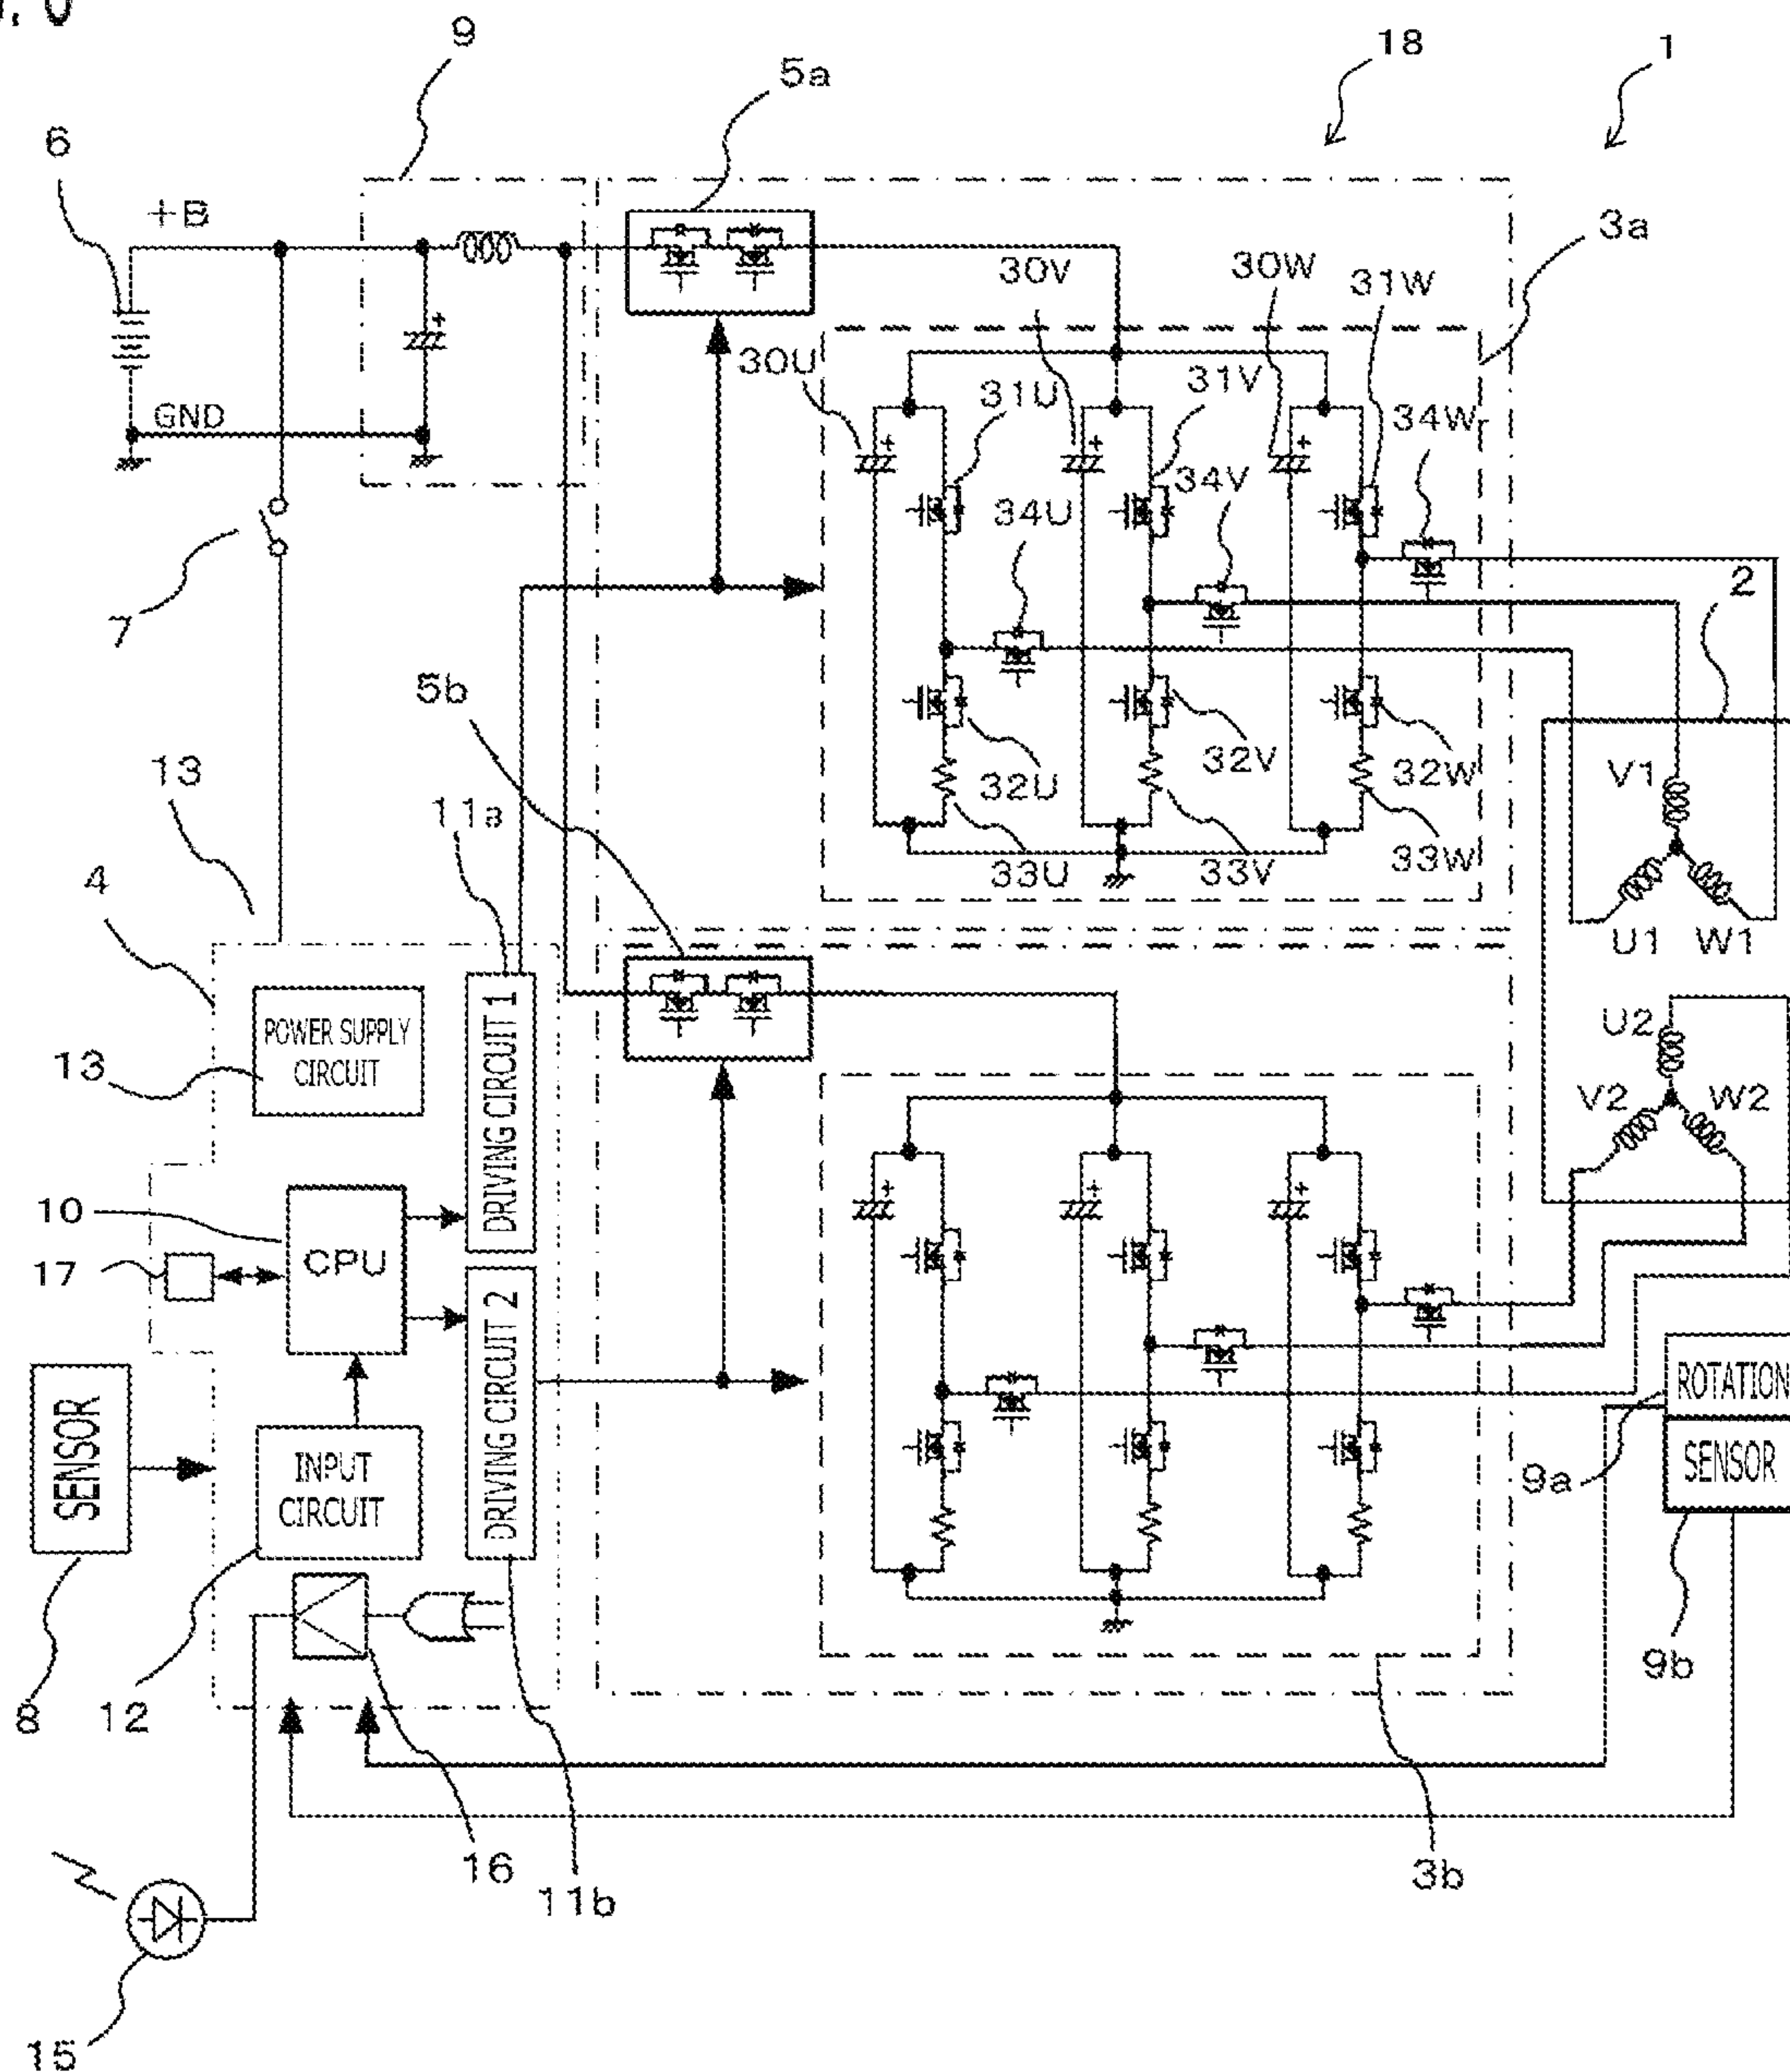 9
18
1
5a
6
+B
3a
30V
30W
31W
30U
31U
31V
34W
GND
34V
34U
7
2
5b
32U
32V
32W
V1
13
11a
33U
33V
33W
4
U1 W1
POWER SUPPLY
CIRCUIT
DRIVING CIRCUIT 1
U2
13
V2
W2
10
CPU
17
DRIVING CIRCUIT 2
ROTATION
SENSOR
INPUT
CIRCUIT
9a
SENSOR
9b
8
12
16
11b
3b
15